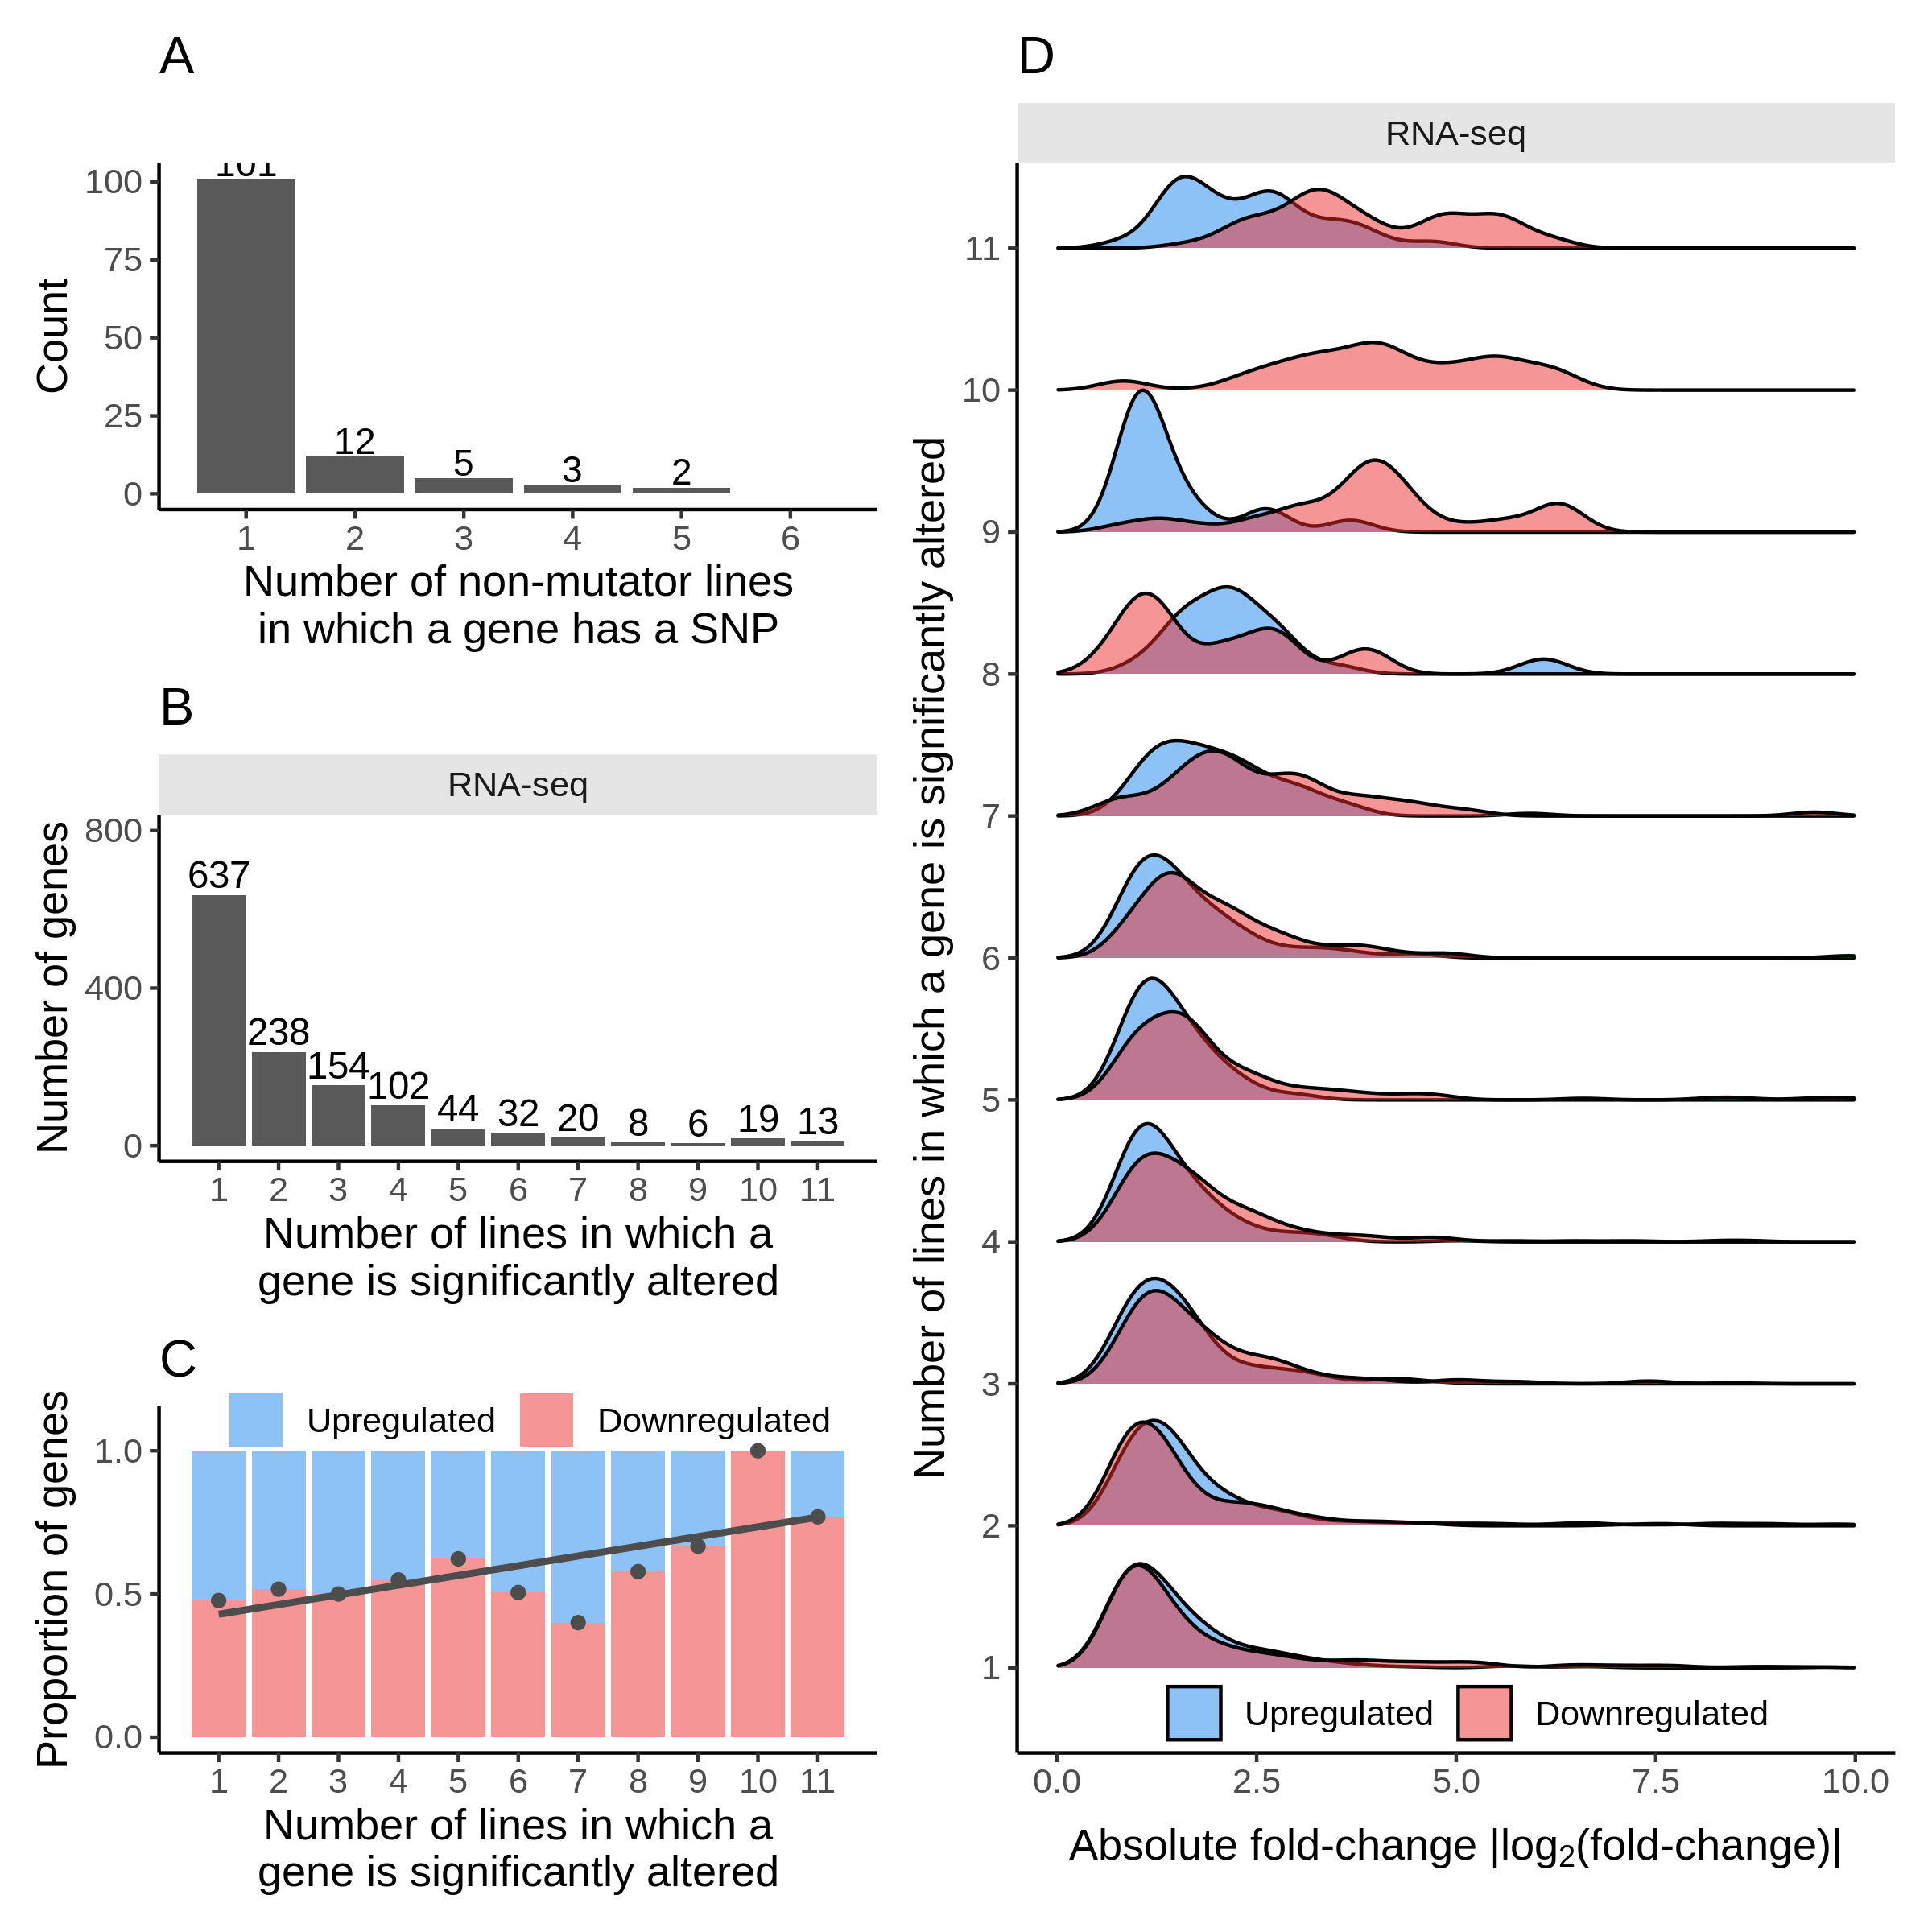 A
100
75
50
25
0
Count
101
12
5
3
2
1 2 3 4 5 6
Number of non-mutator lines
in which a gene has a SNP
B
RNA-seq
800
400
0
Number of genes
637
238
154
102
44
32
20
8
6
19
13
1 2 3 4 5 6 7 8 9 10 11
Number of lines in which a
gene is significantly altered
C
Upregulated Downregulated
1.0
0.5
0.0
Proportion of genes
1 2 3 4 5 6 7 8 9 10 11
Number of lines in which a
gene is significantly altered
D
RNA-seq
11
10
9
8
7
6
5
4
3
2
1
Number of lines in which a gene is significantly altered
Upregulated Downregulated
0.0 2.5 5.0 7.5 10.0
Absolute fold-change |log₂(fold-change)|